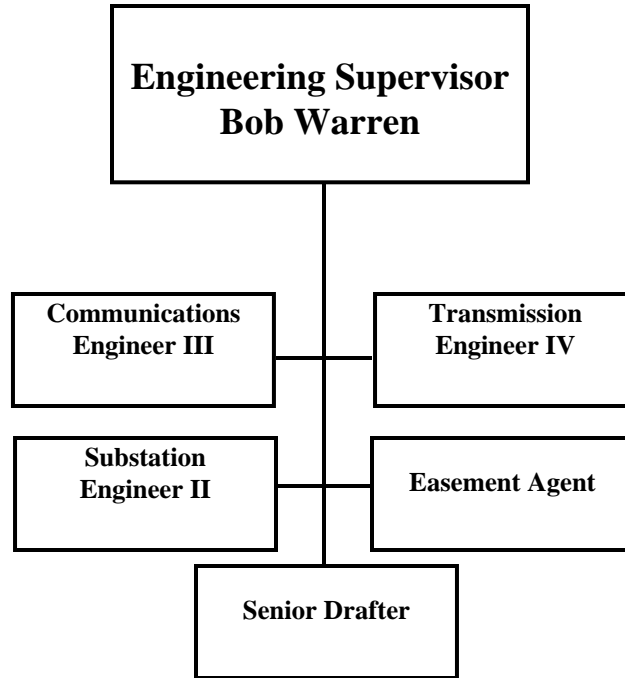 Engineering Supervisor
Bob Warren
Communications
Engineer III
Transmission
Engineer IV
Substation
Engineer II
Easement Agent
Senior Drafter